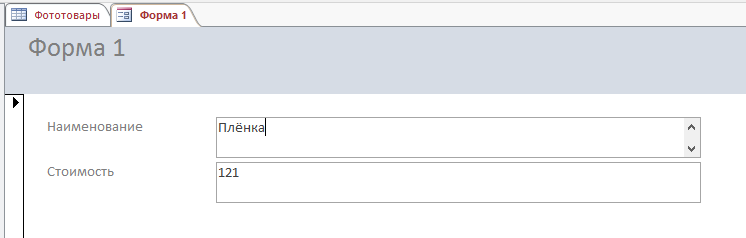 Фототовары Форма 1
Форма 1
Наименование Плёнка
Стоимость 121